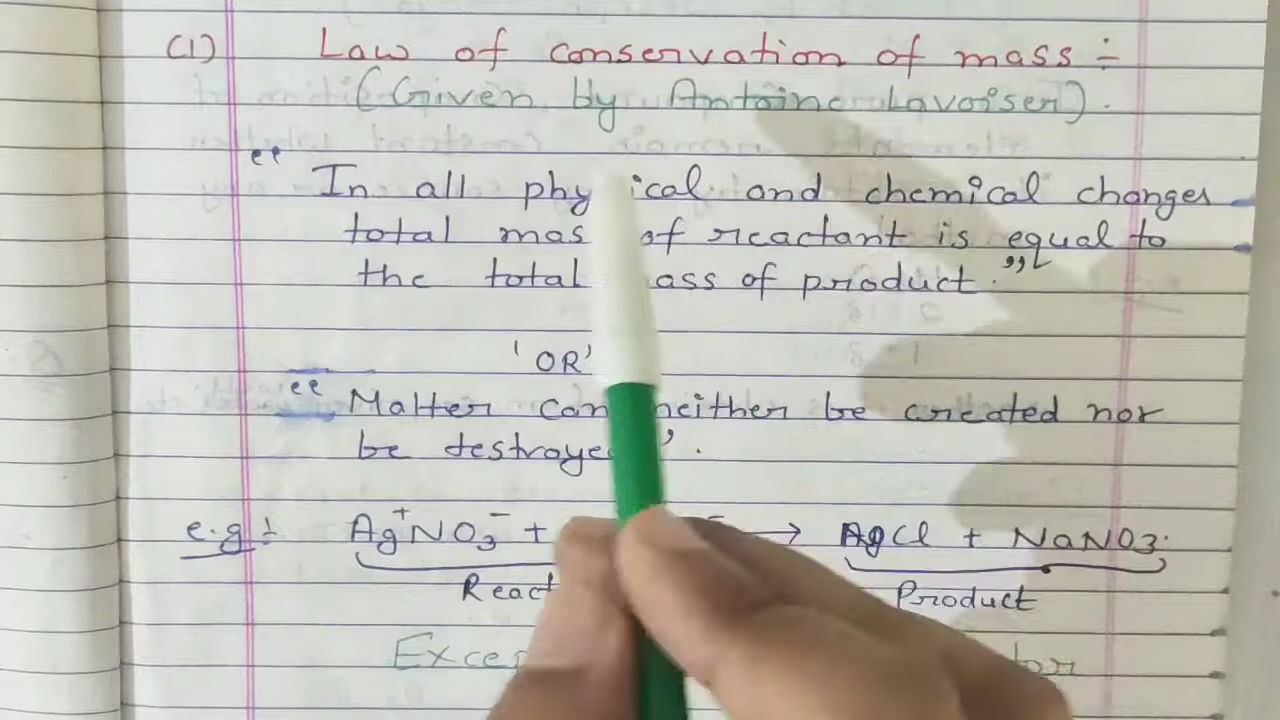 (1) Law of conservation of mass ÷
(Given by Antoine Lavoiser).
“ In all phy ical and chemical changes
total mas of reactant is equal to
the total ass of product.”
'OR'
“ Matter can neither be created nor
be destroye ’.
e.g ÷ Ag⁺NO₃⁻ + → AgCl + NaNO₃.
React Product